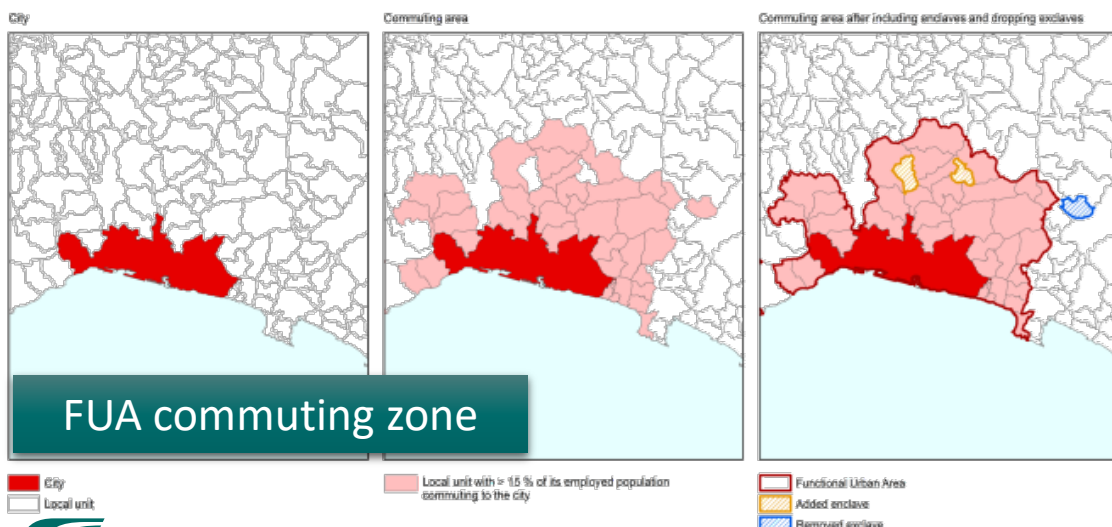 City
Commuting area
Commuting area after including enclaves and dropping exclaves
FUA commuting zone
City
Local unit
Local unit with ≥ 15 % of its employed population
commuting to the city
Functional Urban Area
Added enclave
Removed exclave